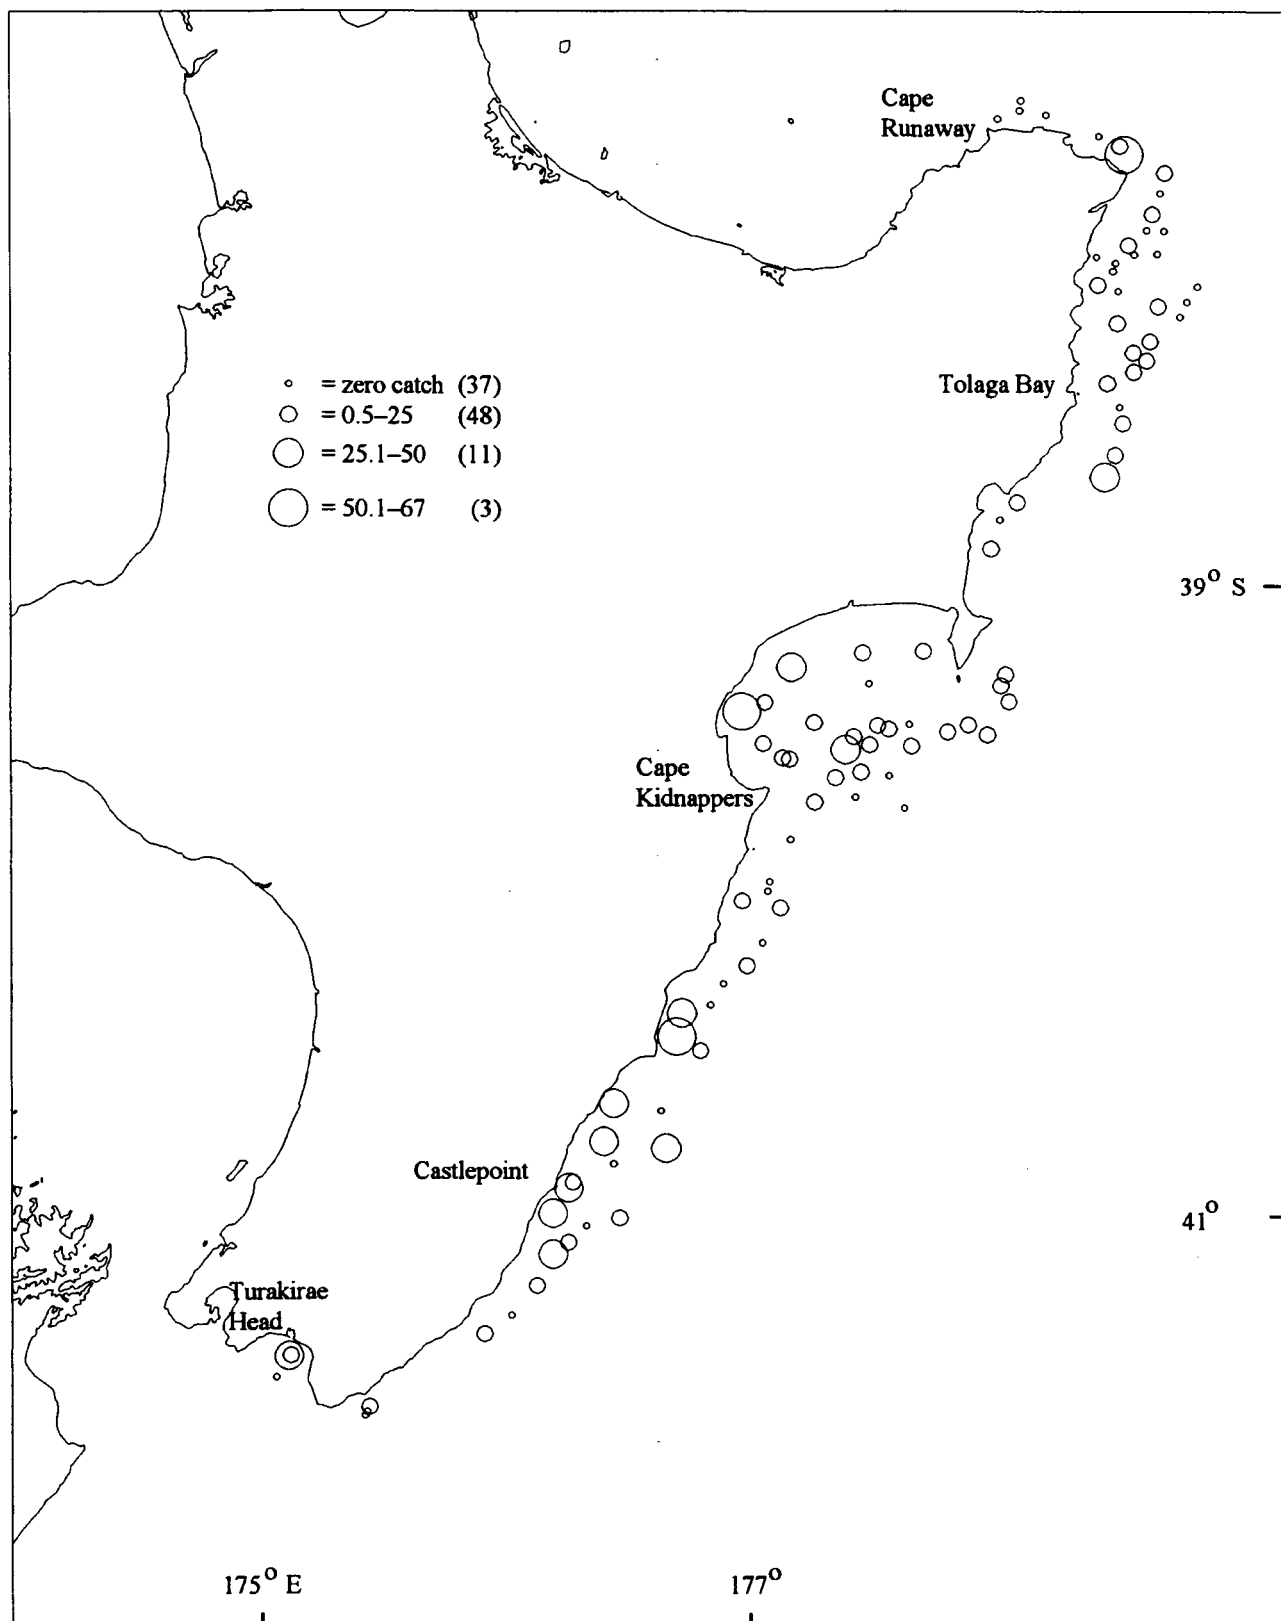 Cape
Runaway
= zero catch (37)
= 0.5–25 (48)
= 25.1–50 (11)
= 50.1–67 (3)
Tolaga Bay
39° S
Cape
Kidnappers
Castlepoint
41°
Turakirae
Head
175° E
177°